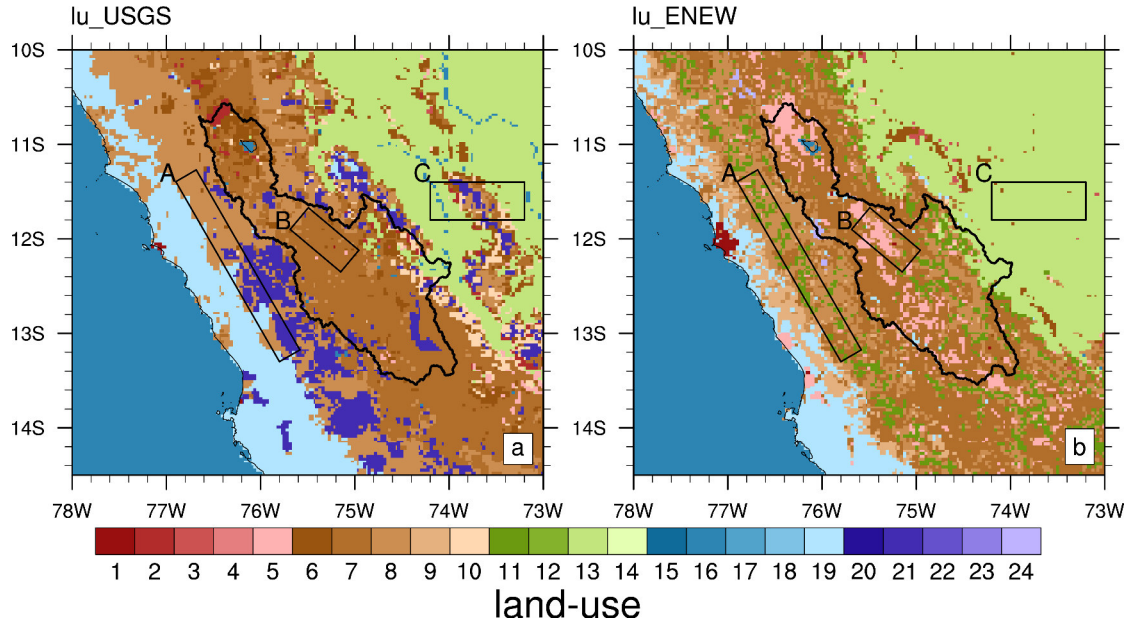 lu_USGS lu_ENEW
10S 10S
11S 11S
A C A C
B B
12S 12S
13S 13S
14S 14S
a b
78W 77W 76W 75W 74W 73W 78W 77W 76W 75W 74W 73W
1 2 3 4 5 6 7 8 9 10 11 12 13 14 15 16 17 18 19 20 21 22 23 24
land-use